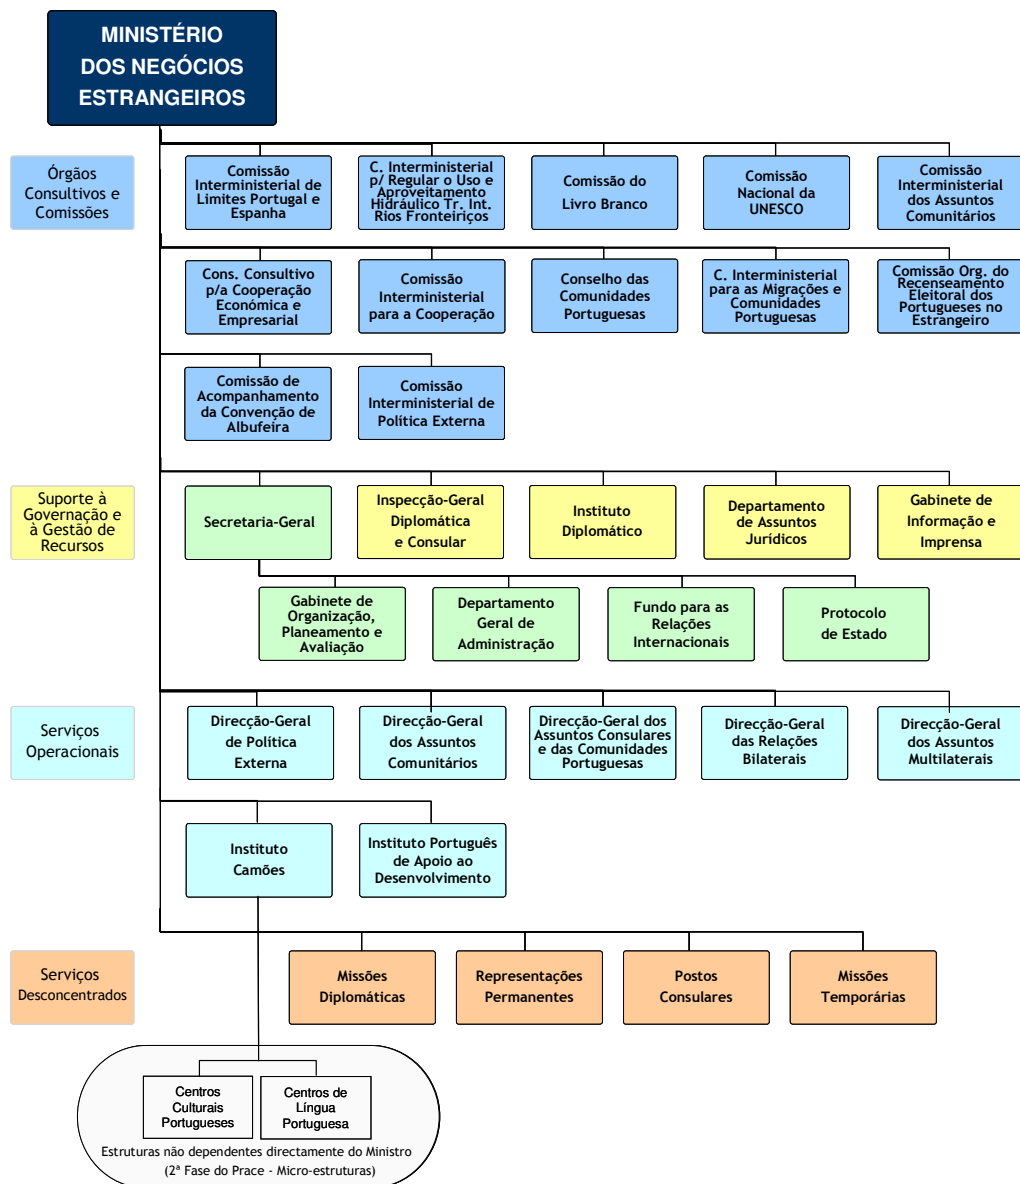 MINISTÉRIO
DOS NEGÓCIOS
ESTRANGEIROS
Órgãos
Consultivos e
Comissões
Comissão
Interministerial de
Limites Portugal e
Espanha
C. Interministerial
p/ Regular o Uso e
Aproveitamento
Hidráulico Tr. Int.
Rios Fronteiriços
Comissão do
Livro Branco
Comissão
Nacional da
UNESCO
Comissão
Interministerial
dos Assuntos
Comunitários
Cons. Consultivo
p/a Cooperação
Económica e
Empresarial
Comissão
Interministerial
para a Cooperação
Conselho das
Comunidades
Portuguesas
C. Interministerial
para as Migrações e
Comunidades
Portuguesas
Comissão Org. do
Recenseamento
Eleitoral dos
Portugueses no
Estrangeiro
Comissão de
Acompanhamento
da Convenção de
Albufeira
Comissão
Interministerial de
Política Externa
Suporte à
Governação e
à Gestão de
Recursos
Secretaria-Geral
Inspecção-Geral
Diplomática
e Consular
Instituto
Diplomático
Departamento
de Assuntos
Jurídicos
Gabinete de
Informação e
Imprensa
Gabinete de
Organização,
Planeamento e
Avaliação
Departamento
Geral de
Administração
Fundo para as
Relações
Internacionais
Protocolo
de Estado
Serviços
Operacionais
Direcção-Geral
de Política
Externa
Direcção-Geral
dos Assuntos
Comunitários
Direcção-Geral dos
Assuntos Consulares
e das Comunidades
Portuguesas
Direcção-Geral
das Relações
Bilaterais
Direcção-Geral
dos Assuntos
Multilaterais
Instituto
Camões
Instituto Português
de Apoio ao
Desenvolvimento
Serviços
Desconcentrados
Missões
Diplomáticas
Representações
Permanentes
Postos
Consulares
Missões
Temporárias
Centros
Culturais
Portugueses
Centros de
Língua
Portuguesa
Estruturas não dependentes directamente do Ministro
(2ª Fase do Prace - Micro-estruturas)